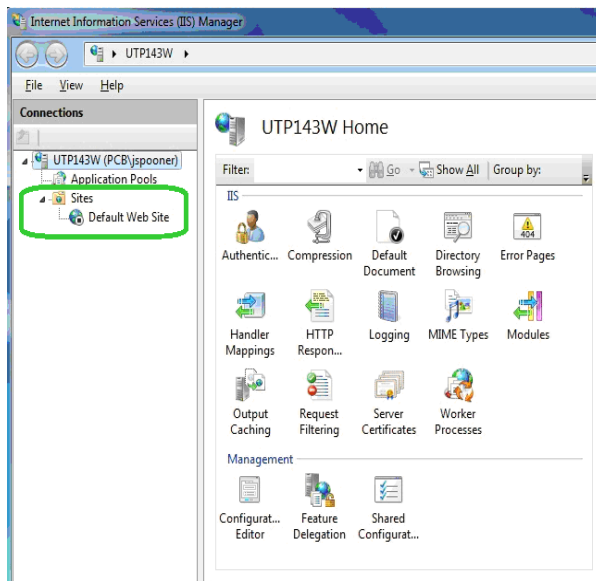 Internet Information Services (IIS) Manager
UTP143W
File View Help
Connections
UTP143W (PCB\jspooner)
Application Pools
Sites
Default Web Site
UTP143W Home
Filter: Go Show All Group by:
IIS
Authentic... Compression Default Document Directory Browsing Error Pages
404
Handler Mappings HTTP Respon... Logging MIME Types Modules
Output Caching Request Filtering Server Certificates Worker Processes
Management
Configurat... Editor Feature Delegation Shared Configurat...